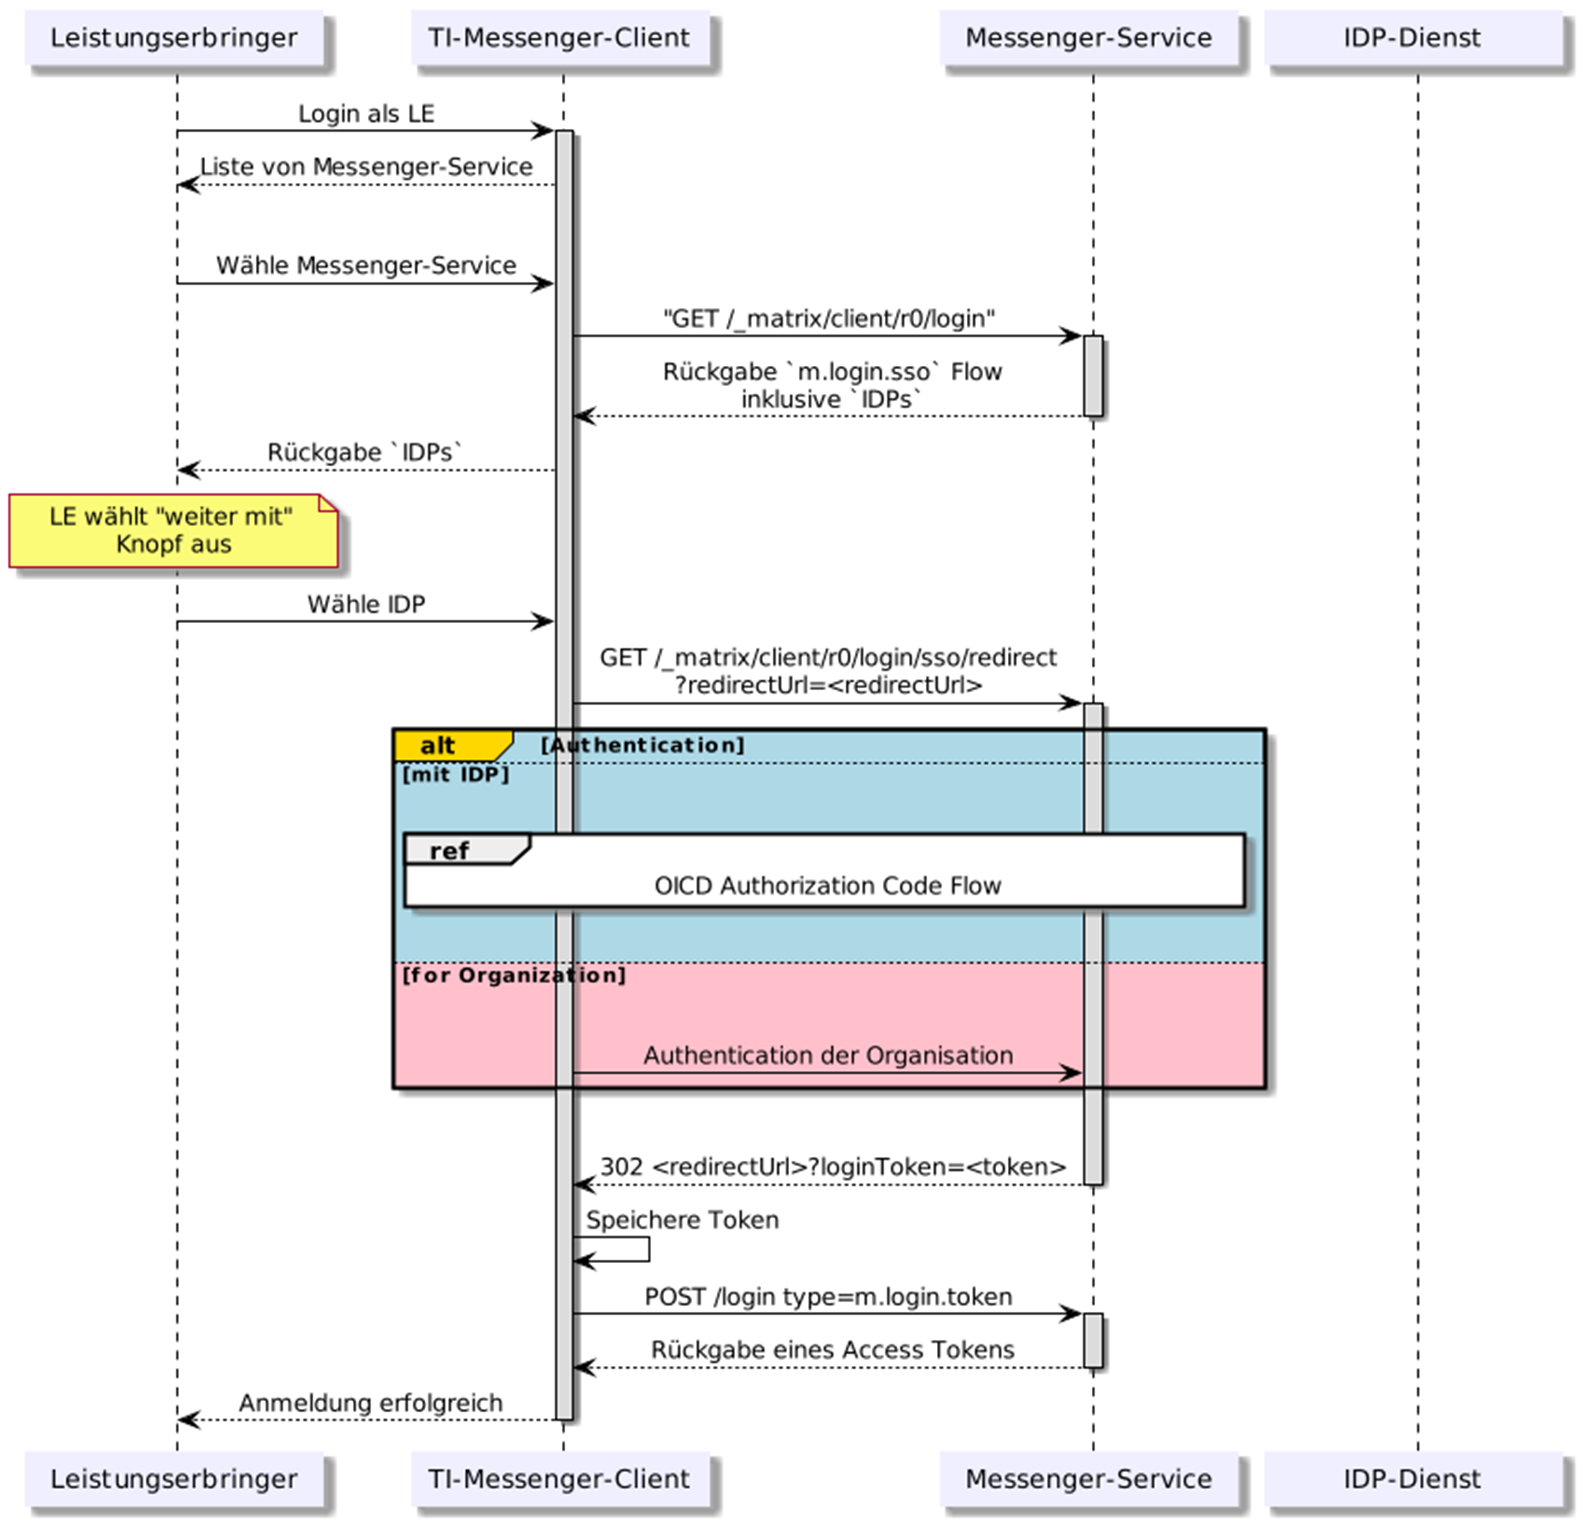 Leistungserbringer
TI-Messenger-Client
Messenger-Service
IDP-Dienst
Login als LE
Liste von Messenger-Service
Wähle Messenger-Service
"GET /_matrix/client/r0/login"
Rückgabe `m.login.sso` Flow
inklusive `IDPs`
Rückgabe `IDPs`
LE wählt "weiter mit"
Knopf aus
Wähle IDP
GET /_matrix/client/r0/login/sso/redirect
?redirectUrl=<redirectUrl>
alt
[Authentication]
[mit IDP]
ref
OICD Authorization Code Flow
[for Organization]
Authentication der Organisation
302 <redirectUrl>?loginToken=<token>
Speichere Token
POST /login type=m.login.token
Rückgabe eines Access Tokens
Anmeldung erfolgreich
Leistungserbringer
TI-Messenger-Client
Messenger-Service
IDP-Dienst